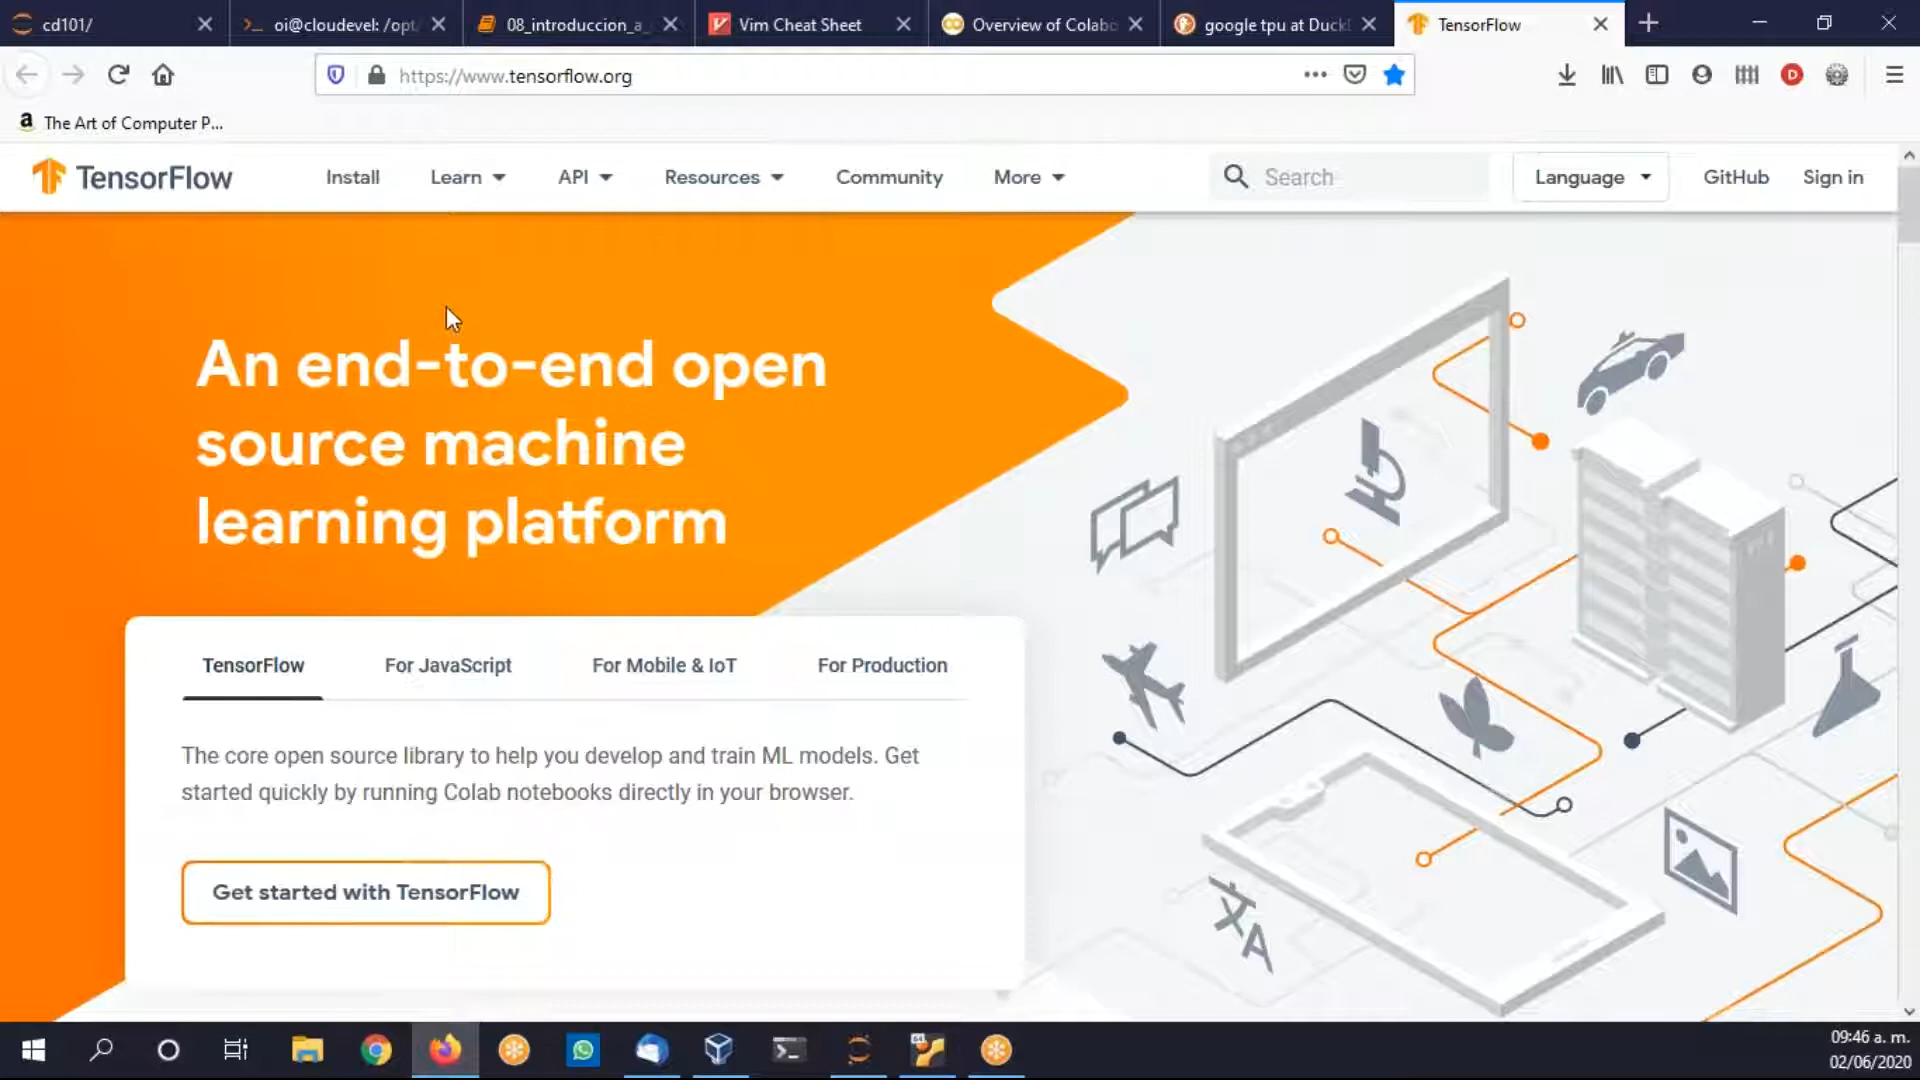 cd101/
oi@cloudevel: /opt
08_introduccion_a_
Vim Cheat Sheet
Overview of Colabo
google tpu at Duck
TensorFlow
https://www.tensorflow.org
a The Art of Computer P...
TensorFlow
Install
Learn
API
Resources
Community
More
Search
Language
GitHub
Sign in
An end-to-end open
source machine
learning platform
TensorFlow
For JavaScript
For Mobile & IoT
For Production
The core open source library to help you develop and train ML models. Get
started quickly by running Colab notebooks directly in your browser.
Get started with TensorFlow
文A
09:46 a. m.
02/06/2020